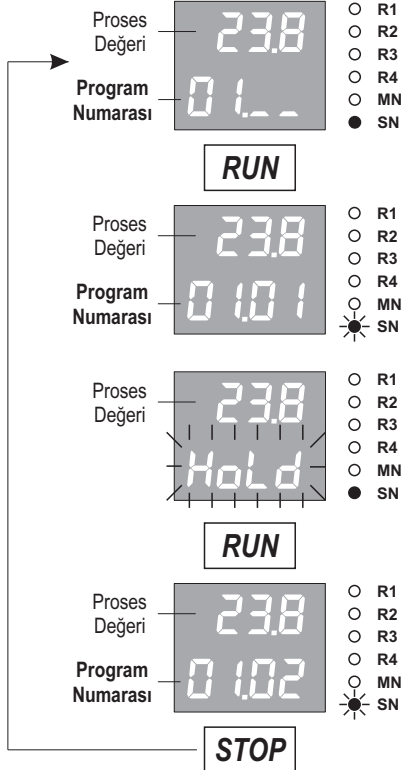 Proses
Değeri
23.8
Program
Numarası
01.__
R1
R2
R3
R4
MN
SN
RUN
Proses
Değeri
23.8
Program
Numarası
01.01
R1
R2
R3
R4
MN
SN
Proses
Değeri
23.8
HoLd
R1
R2
R3
R4
MN
SN
RUN
Proses
Değeri
23.8
Program
Numarası
01.02
R1
R2
R3
R4
MN
SN
STOP